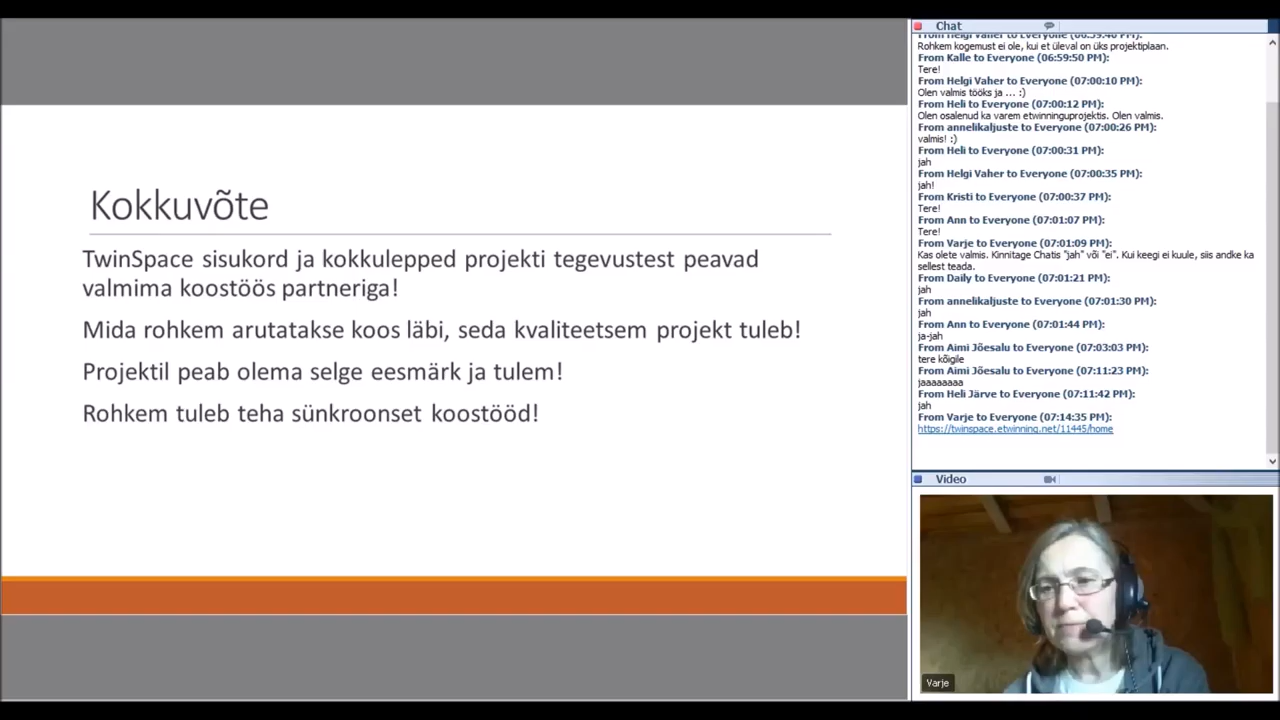 Kokkuvõte
TwinSpace sisukord ja kokkulepped projekti tegevustest peavad
valmima koostöös partneriga!
Mida rohkem arutatakse koos läbi, seda kvaliteetsem projekt tuleb!
Projektil peab olema selge eesmärk ja tulem!
Rohkem tuleb teha sünkroonset koostööd!
Chat
From Helgi Vaher to Everyone (06:59:46 PM):
Rohkem kogemust ei ole, kui et üleval on üks projektiplaan.
From Kalle to Everyone (06:59:50 PM):
Tere!
From Helgi Vaher to Everyone (07:00:10 PM):
Olen valmis tööks ja ... :)
From Heli to Everyone (07:00:12 PM):
Olen osalenud ka varem etwinninguprojektis. Olen valmis.
From annelikaljuste to Everyone (07:00:26 PM):
valmis! :)
From Heli to Everyone (07:00:31 PM):
jah
From Helgi Vaher to Everyone (07:00:35 PM):
jah!
From Kristi to Everyone (07:00:37 PM):
Tere!
From Ann to Everyone (07:01:07 PM):
Tere!
From Varje to Everyone (07:01:09 PM):
Kas olete valmis. Kinnitage Chatis "jah" või "ei". Kui keegi ei kuule, siis andke ka
sellest teada.
From Daily to Everyone (07:01:21 PM):
jah
From annelikaljuste to Everyone (07:01:30 PM):
jah
From Ann to Everyone (07:01:44 PM):
ja-jah
From Aimi Jõesalu to Everyone (07:03:03 PM):
tere kõigile
From Aimi Jõesalu to Everyone (07:11:23 PM):
jaaaaaaaa
From Heli Järve to Everyone (07:11:42 PM):
jah
From Varje to Everyone (07:14:35 PM):
https://twinspace.etwinning.net/11445/home
Video
Varje